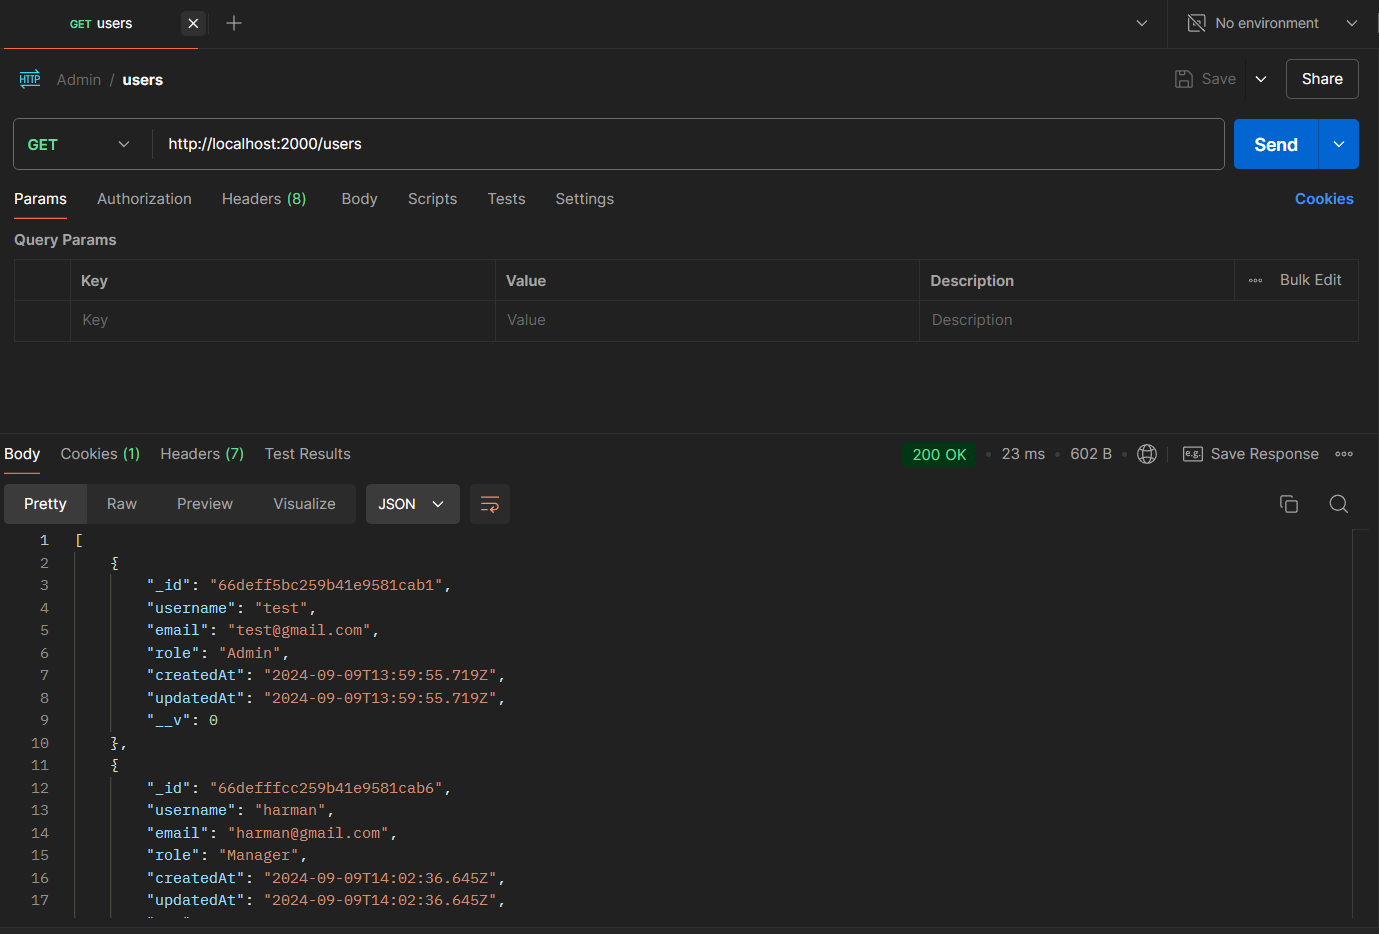 GET users
No environment
HTTP Admin / users
Save
Share
GET http://localhost:2000/users
Send
Params Authorization Headers (8) Body Scripts Tests Settings
Cookies
Query Params
Key Value Description Bulk Edit
Key Value Description
Body Cookies (1) Headers (7) Test Results
200 OK 23 ms 602 B e.g. Save Response
Pretty Raw Preview Visualize JSON
1 [
2 {
3 "_id": "66deff5bc259b41e9581cab1",
4 "username": "test",
5 "email": "test@gmail.com",
6 "role": "Admin",
7 "createdAt": "2024-09-09T13:59:55.719Z",
8 "updatedAt": "2024-09-09T13:59:55.719Z",
9 "__v": 0
10 },
11 {
12 "_id": "66defffcc259b41e9581cab6",
13 "username": "harman",
14 "email": "harman@gmail.com",
15 "role": "Manager",
16 "createdAt": "2024-09-09T14:02:36.645Z",
17 "updatedAt": "2024-09-09T14:02:36.645Z",